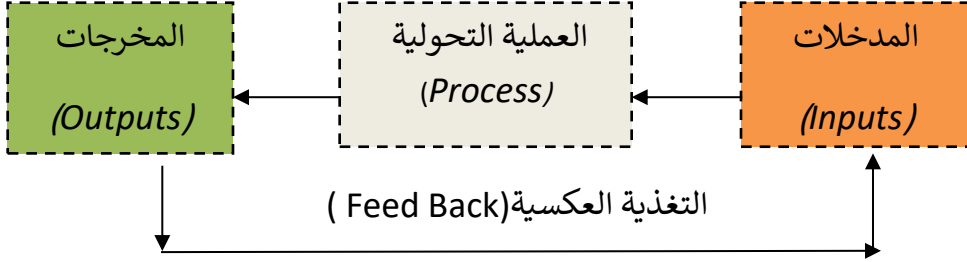 المدخلات
(Inputs)
العملية التحولية
(Process)
المخرجات
(Outputs)
التغذية العكسية(Feed Back )